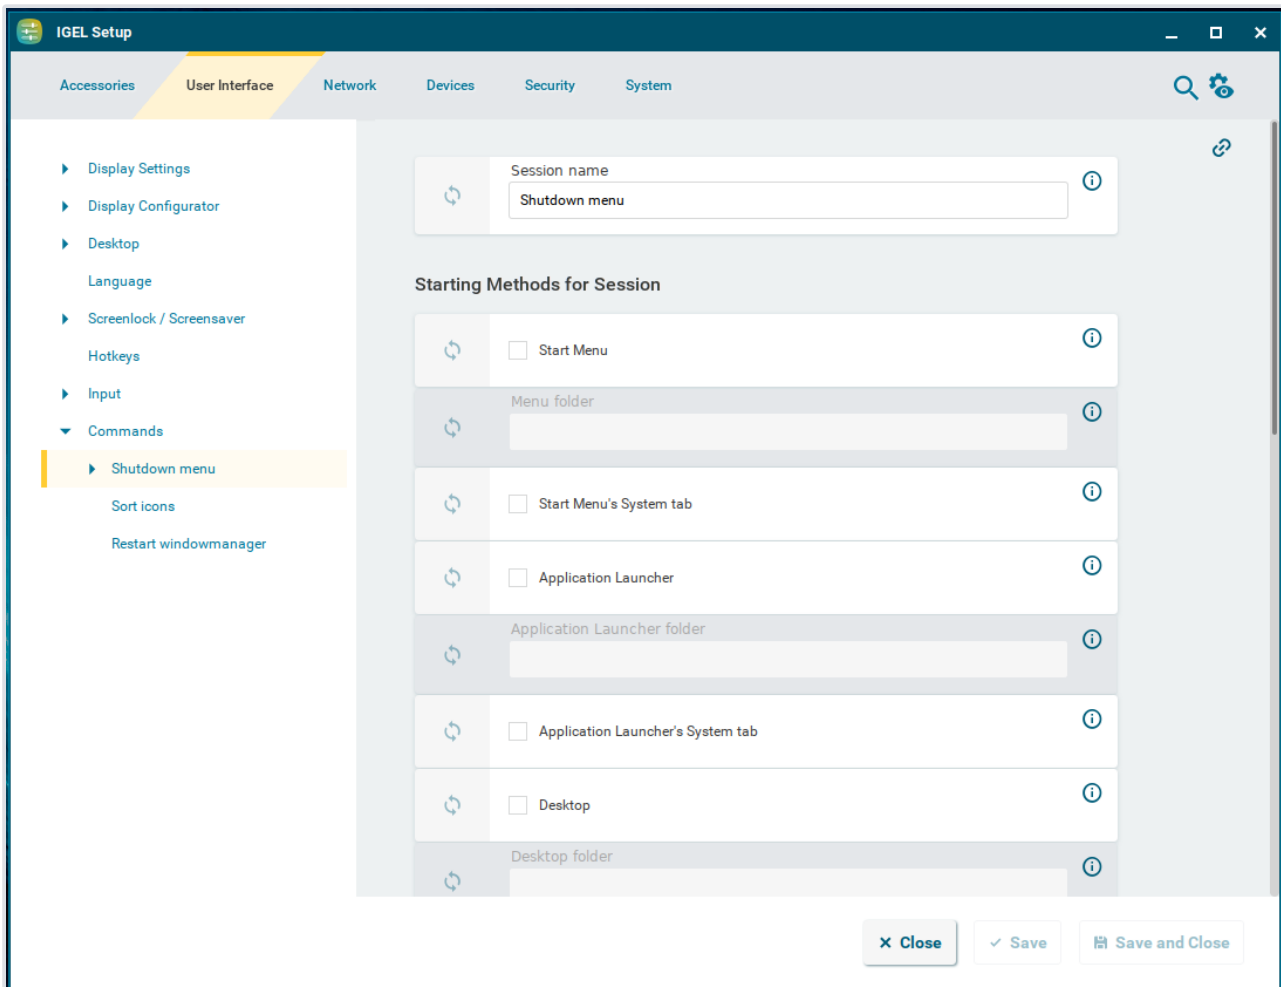 IGEL Setup
Accessories User Interface Network Devices Security System
Display Settings
Display Configurator
Desktop
Language
Screenlock / Screensaver
Hotkeys
Input
Commands
Shutdown menu
Sort icons
Restart windowmanager
Session name
Shutdown menu
Starting Methods for Session
Start Menu
Menu folder
Start Menu's System tab
Application Launcher
Application Launcher folder
Application Launcher's System tab
Desktop
Desktop folder
Close Save Save and Close